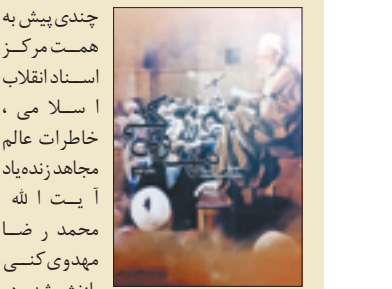 چندی پیش به
همت مرکز
اسناد انقلاب
اسلامی ،
خاطرات عالم
مجاهد زنده‌یاد
آیت الله
محمد رضا
مهدوی کنی